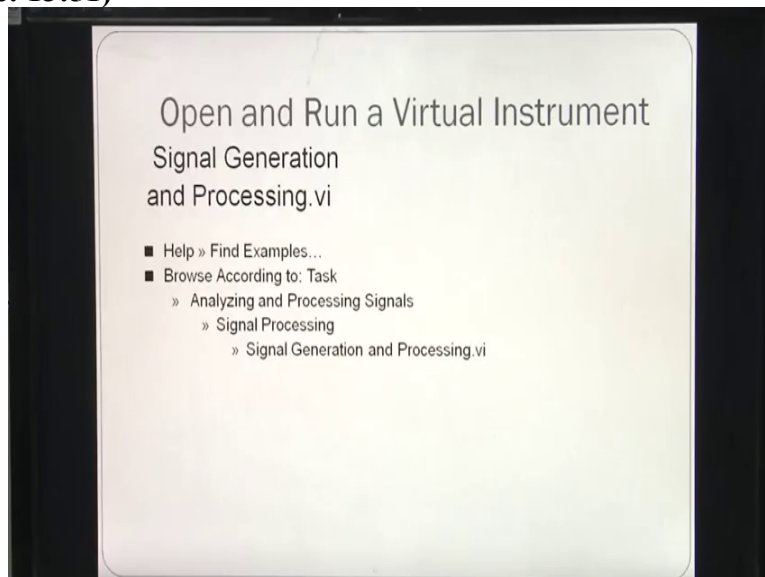 Open and Run a Virtual Instrument
Signal Generation
and Processing.vi
■ Help » Find Examples...
■ Browse According to: Task
» Analyzing and Processing Signals
» Signal Processing
» Signal Generation and Processing.vi